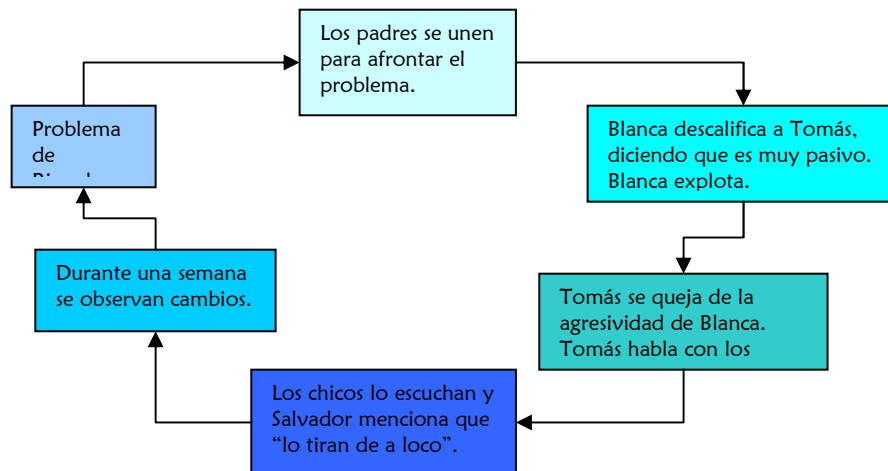 Los padres se unen
para afrontar el
problema.
Blanca descalifica a Tomás,
diciendo que es muy pasivo.
Blanca explota.
Tomás se queja de la
agresividad de Blanca.
Tomás habla con los
Los chicos lo escuchan y
Salvador menciona que
“lo tiran de a loco”.
Durante una semana
se observan cambios.
Problema
de